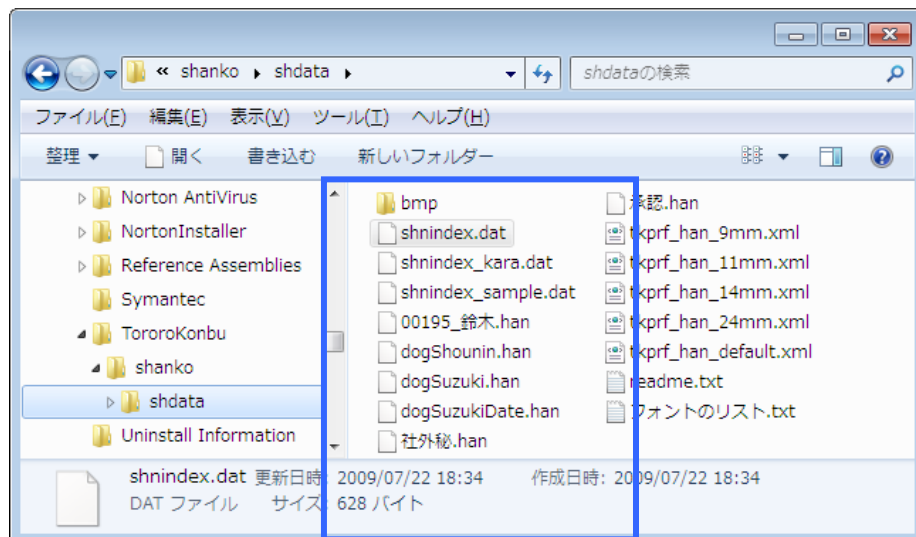 « shanko ▸ shdata ▸
shdataの検索
ファイル(F) 編集(E) 表示(V) ツール(T) ヘルプ(H)
整理 ▼ 開く 書き込む 新しいフォルダー
Norton AntiVirus
NortonInstaller
Reference Assemblies
Symantec
TororoKonbu
shanko
shdata
Uninstall Information
bmp
shnindex.dat
shnindex_kara.dat
shnindex_sample.dat
00195_鈴木.han
dogShounin.han
dogSuzuki.han
dogSuzukiDate.han
社外秘.han
承認.han
tkprf_han_9mm.xml
tkprf_han_11mm.xml
tkprf_han_14mm.xml
tkprf_han_24mm.xml
tkprf_han_default.xml
readme.txt
フォントのリスト.txt
shnindex.dat 更新日時: 2009/07/22 18:34 作成日時: 2009/07/22 18:34
DAT ファイル サイズ: 628 バイト